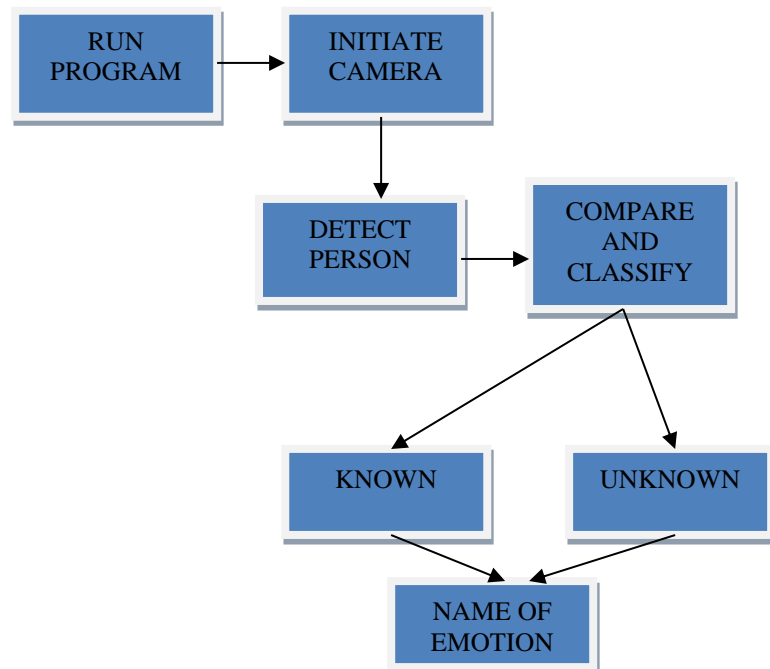 RUN
PROGRAM
INITIATE
CAMERA
DETECT
PERSON
COMPARE
AND
CLASSIFY
KNOWN
UNKNOWN
NAME OF
EMOTION